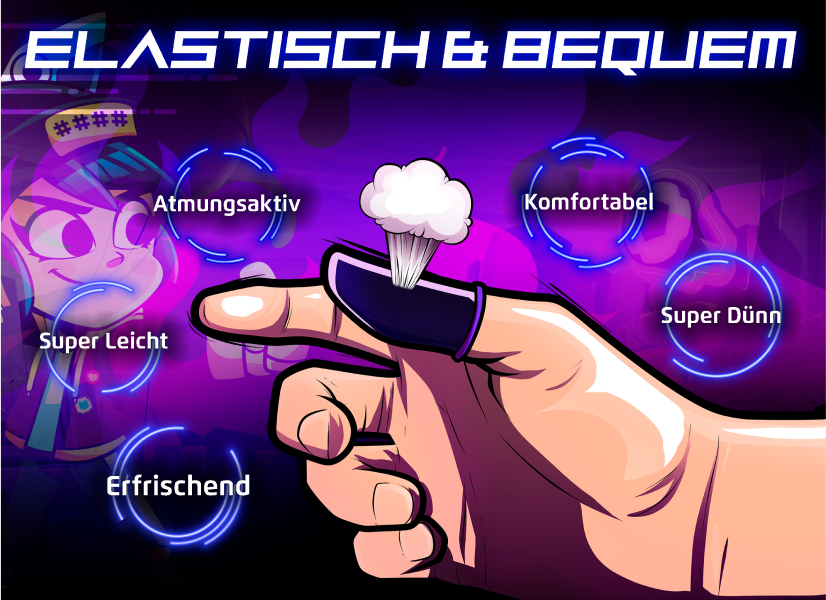 ELASTISCH & BEQUEM
####
Atmungsaktiv
Komfortabel
Super Leicht
Super Dünn
Erfrischend